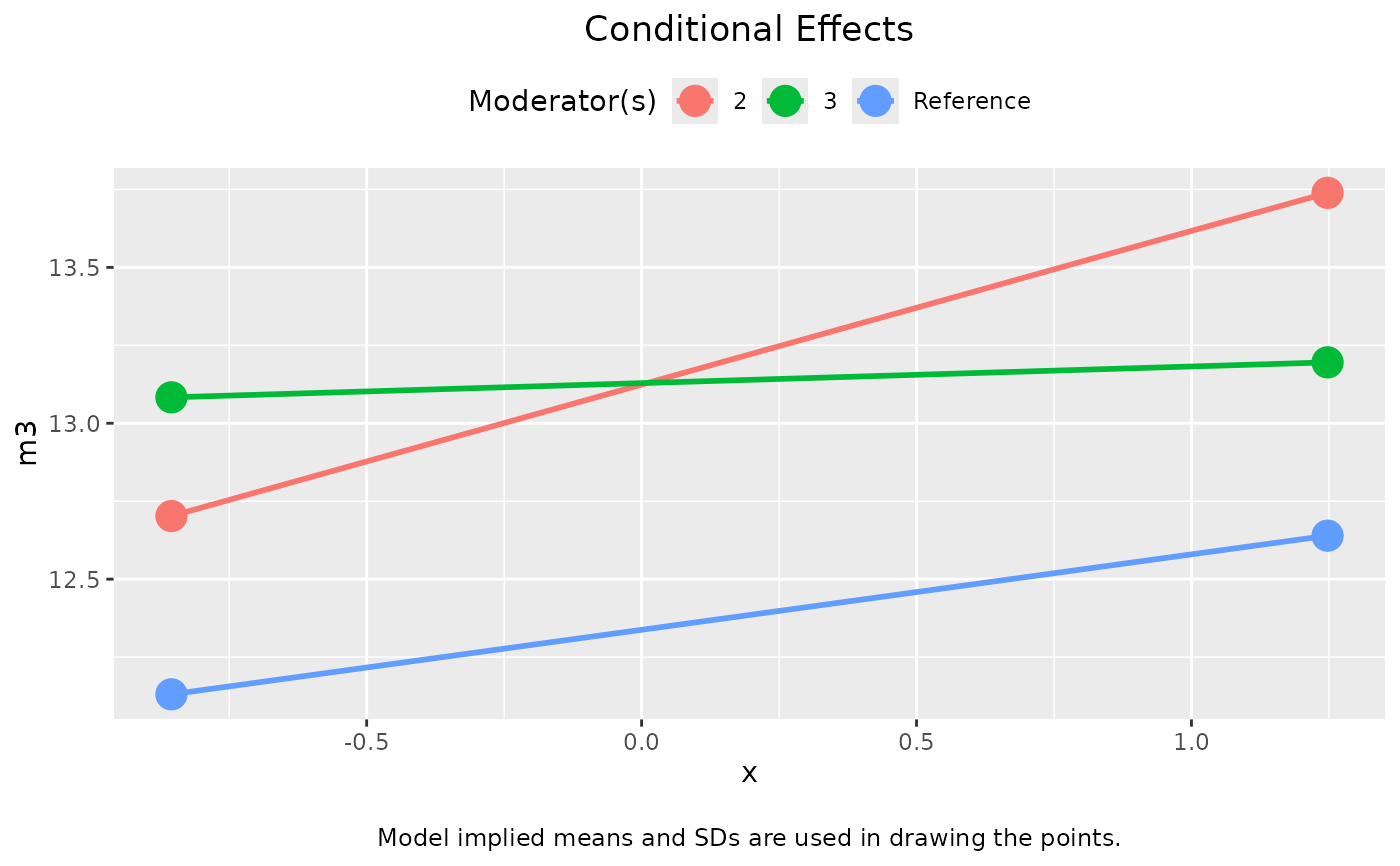 Conditional Effects
Moderator(s) 2 3 Reference
13.5
13.0
12.5
m3
-0.5 0.0 0.5 1.0
x
Model implied means and SDs are used in drawing the points.